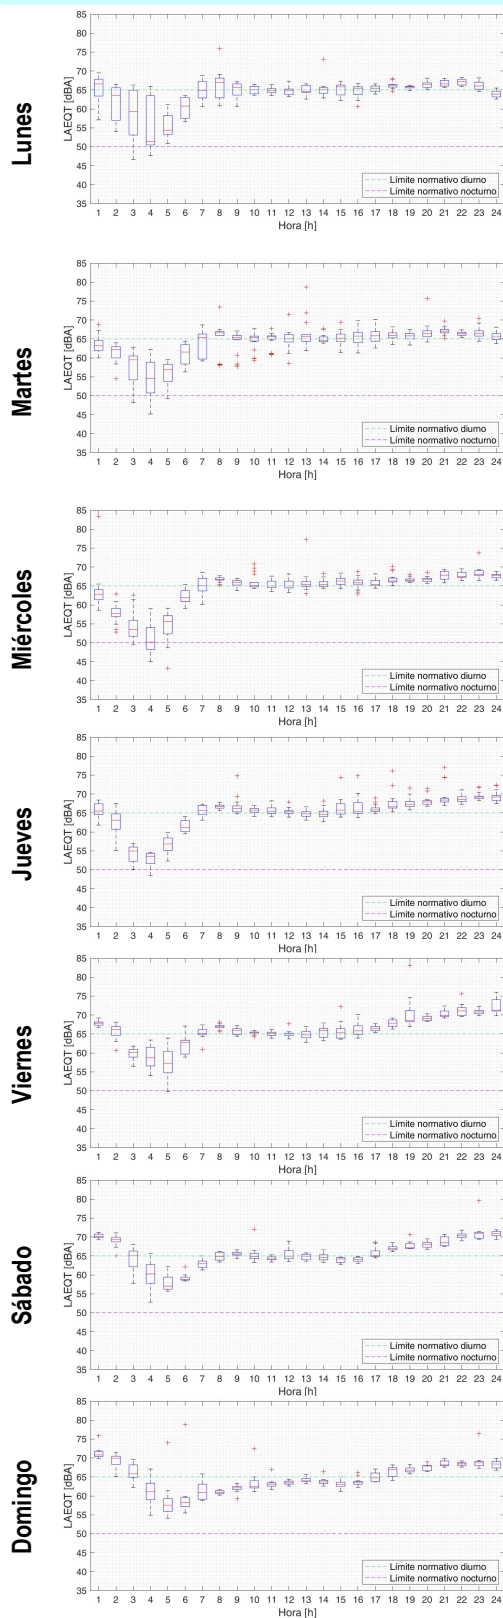 Lunes
LAEQT [dBA]
85
80
75
70
65
60
55
50
45
40
35
1 2 3 4 5 6 7 8 9 10 11 12 13 14 15 16 17 18 19 20 21 22 23 24
Hora [h]
Límite normativo diurno
Límite normativo nocturno
Martes
LAEQT [dBA]
85
80
75
70
65
60
55
50
45
40
35
1 2 3 4 5 6 7 8 9 10 11 12 13 14 15 16 17 18 19 20 21 22 23 24
Hora [h]
Límite normativo diurno
Límite normativo nocturno
Miércoles
LAEQT [dBA]
85
80
75
70
65
60
55
50
45
40
35
1 2 3 4 5 6 7 8 9 10 11 12 13 14 15 16 17 18 19 20 21 22 23 24
Hora [h]
Límite normativo diurno
Límite normativo nocturno
Jueves
LAEQT [dBA]
85
80
75
70
65
60
55
50
45
40
35
1 2 3 4 5 6 7 8 9 10 11 12 13 14 15 16 17 18 19 20 21 22 23 24
Hora [h]
Límite normativo diurno
Límite normativo nocturno
Viernes
LAEQT [dBA]
85
80
75
70
65
60
55
50
45
40
35
1 2 3 4 5 6 7 8 9 10 11 12 13 14 15 16 17 18 19 20 21 22 23 24
Hora [h]
Límite normativo diurno
Límite normativo nocturno
Sábado
LAEQT [dBA]
85
80
75
70
65
60
55
50
45
40
35
1 2 3 4 5 6 7 8 9 10 11 12 13 14 15 16 17 18 19 20 21 22 23 24
Hora [h]
Límite normativo diurno
Límite normativo nocturno
Domingo
LAEQT [dBA]
85
80
75
70
65
60
55
50
45
40
35
1 2 3 4 5 6 7 8 9 10 11 12 13 14 15 16 17 18 19 20 21 22 23 24
Hora [h]
Límite normativo diurno
Límite normativo nocturno